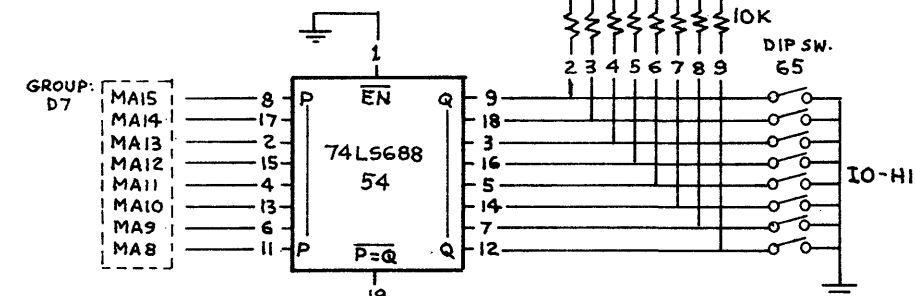 10K
DIP SW.
65
2 3 4 5 6 7 8 9
1
GROUP:
D7
MA15 8 P EN Q 9
MA14 17 18
MA13 2 3
MA12 15 74LS688 16
MA11 4 54 5
MA10 13 14
MA9 6 7
MA8 11 P P=Q Q 12
IO-HI
19